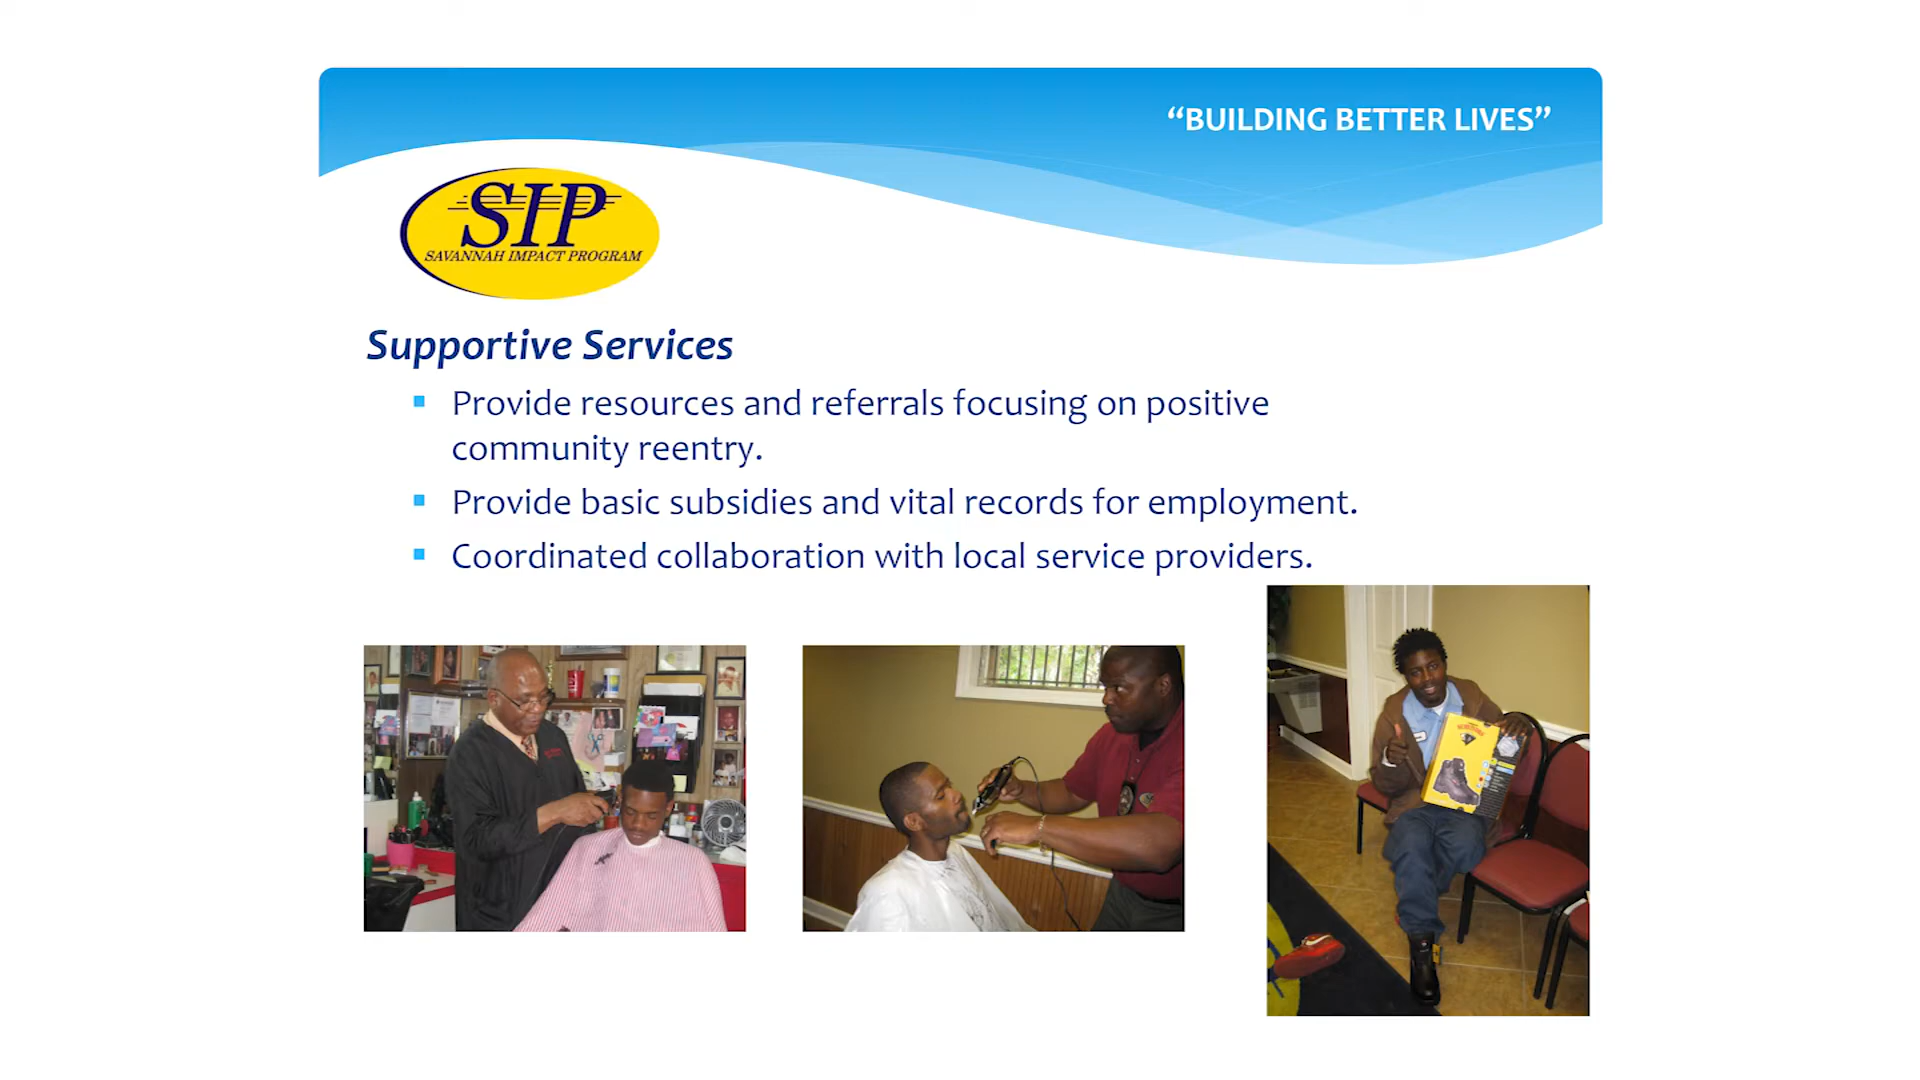 “BUILDING BETTER LIVES”
SIP
SAVANNAH IMPACT PROGRAM
Supportive Services
Provide resources and referrals focusing on positive
community reentry.
Provide basic subsidies and vital records for employment.
Coordinated collaboration with local service providers.